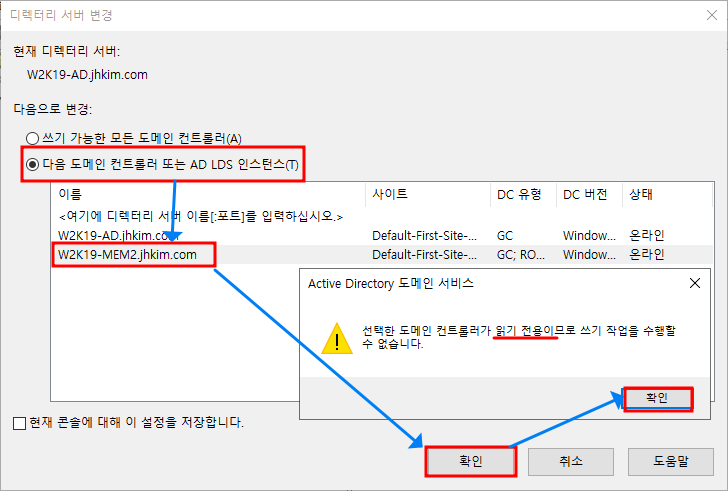 디렉터리 서버 변경
현재 디렉터리 서버:
W2K19-AD.jhkim.com
다음으로 변경:
쓰기 가능한 모든 도메인 컨트롤러(A)
다음 도메인 컨트롤러 또는 AD LDS 인스턴스(T)
이름 사이트 DC 유형 DC 버전 상태
<여기에 디렉터리 서버 이름[:포트]를 입력하십시오.>
W2K19-AD.jhkim.com Default-First-Site-... GC Window... 온라인
W2K19-MEM2.jhkim.com Default-First-Site-... GC; RO... Window... 온라인
Active Directory 도메인 서비스
선택한 도메인 컨트롤러가 읽기 전용이므로 쓰기 작업을 수행할
수 없습니다.
확인
현재 콘솔에 대해 이 설정을 저장합니다.
확인 취소 도움말